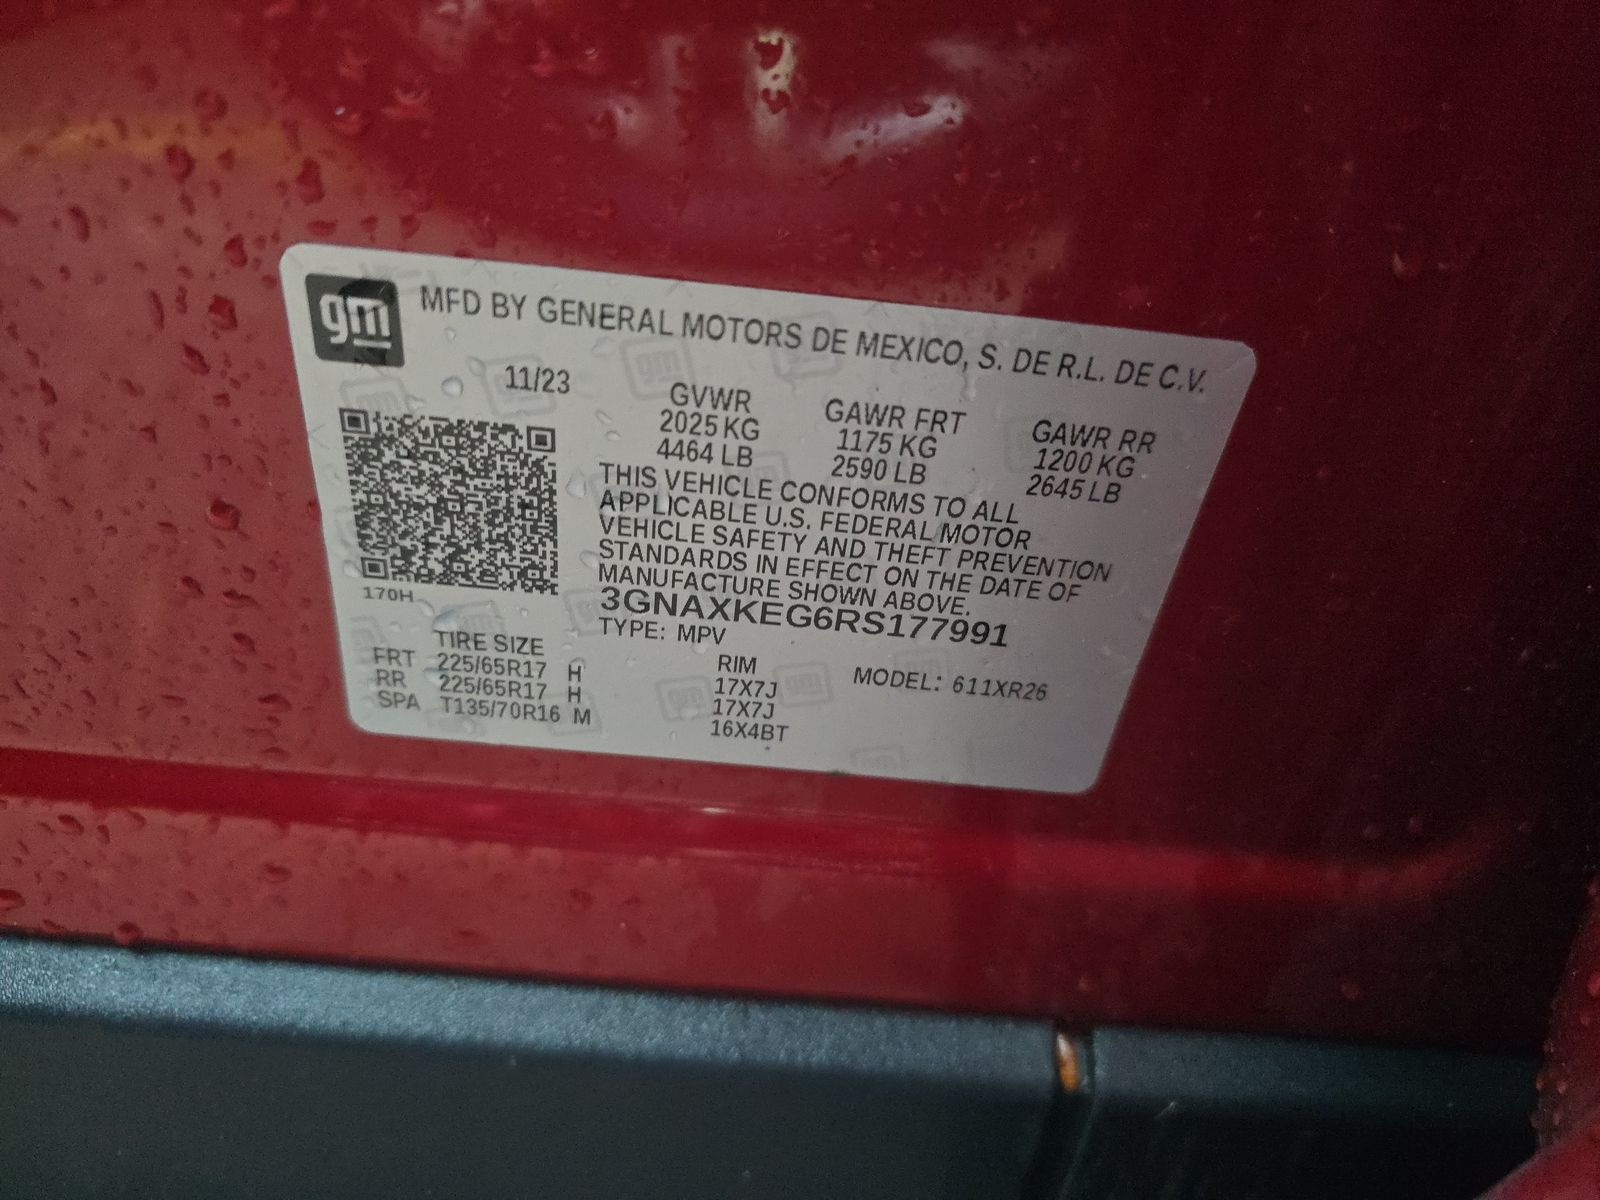 gm MFD BY GENERAL MOTORS DE MEXICO, S. DE R.L. DE C.V.
11/23
GVWR GAWR FRT GAWR RR
2025 KG 1175 KG 1200 KG
4464 LB 2590 LB 2645 LB
THIS VEHICLE CONFORMS TO ALL
APPLICABLE U.S. FEDERAL MOTOR
VEHICLE SAFETY AND THEFT PREVENTION
STANDARDS IN EFFECT ON THE DATE OF
MANUFACTURE SHOWN ABOVE.
170H
3GNAXKEG6RS177991
TYPE: MPV
TIRE SIZE RIM MODEL: 611XR26
FRT 225/65R17 H 17X7J
RR 225/65R17 H 17X7J
SPA T135/70R16 M 16X4BT